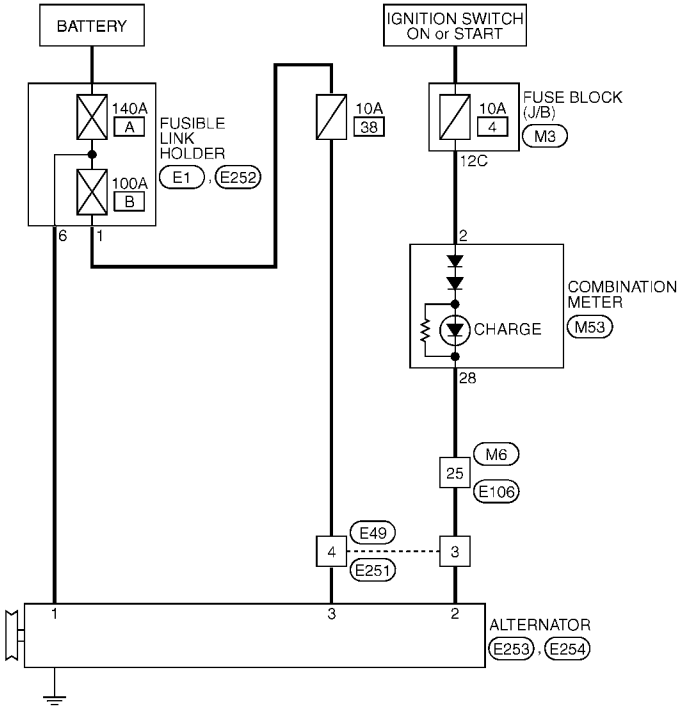 BATTERY
IGNITION SWITCH
ON or START
140A
A
FUSIBLE
LINK
HOLDER
E1 , E252
100A
B
6
1
10A
38
10A
4
FUSE BLOCK
(J/B)
M3
12C
2
COMBINATION
METER
M53
CHARGE
28
25
M6
E106
4
E49
E251
3
1
3
2
ALTERNATOR
E253 , E254